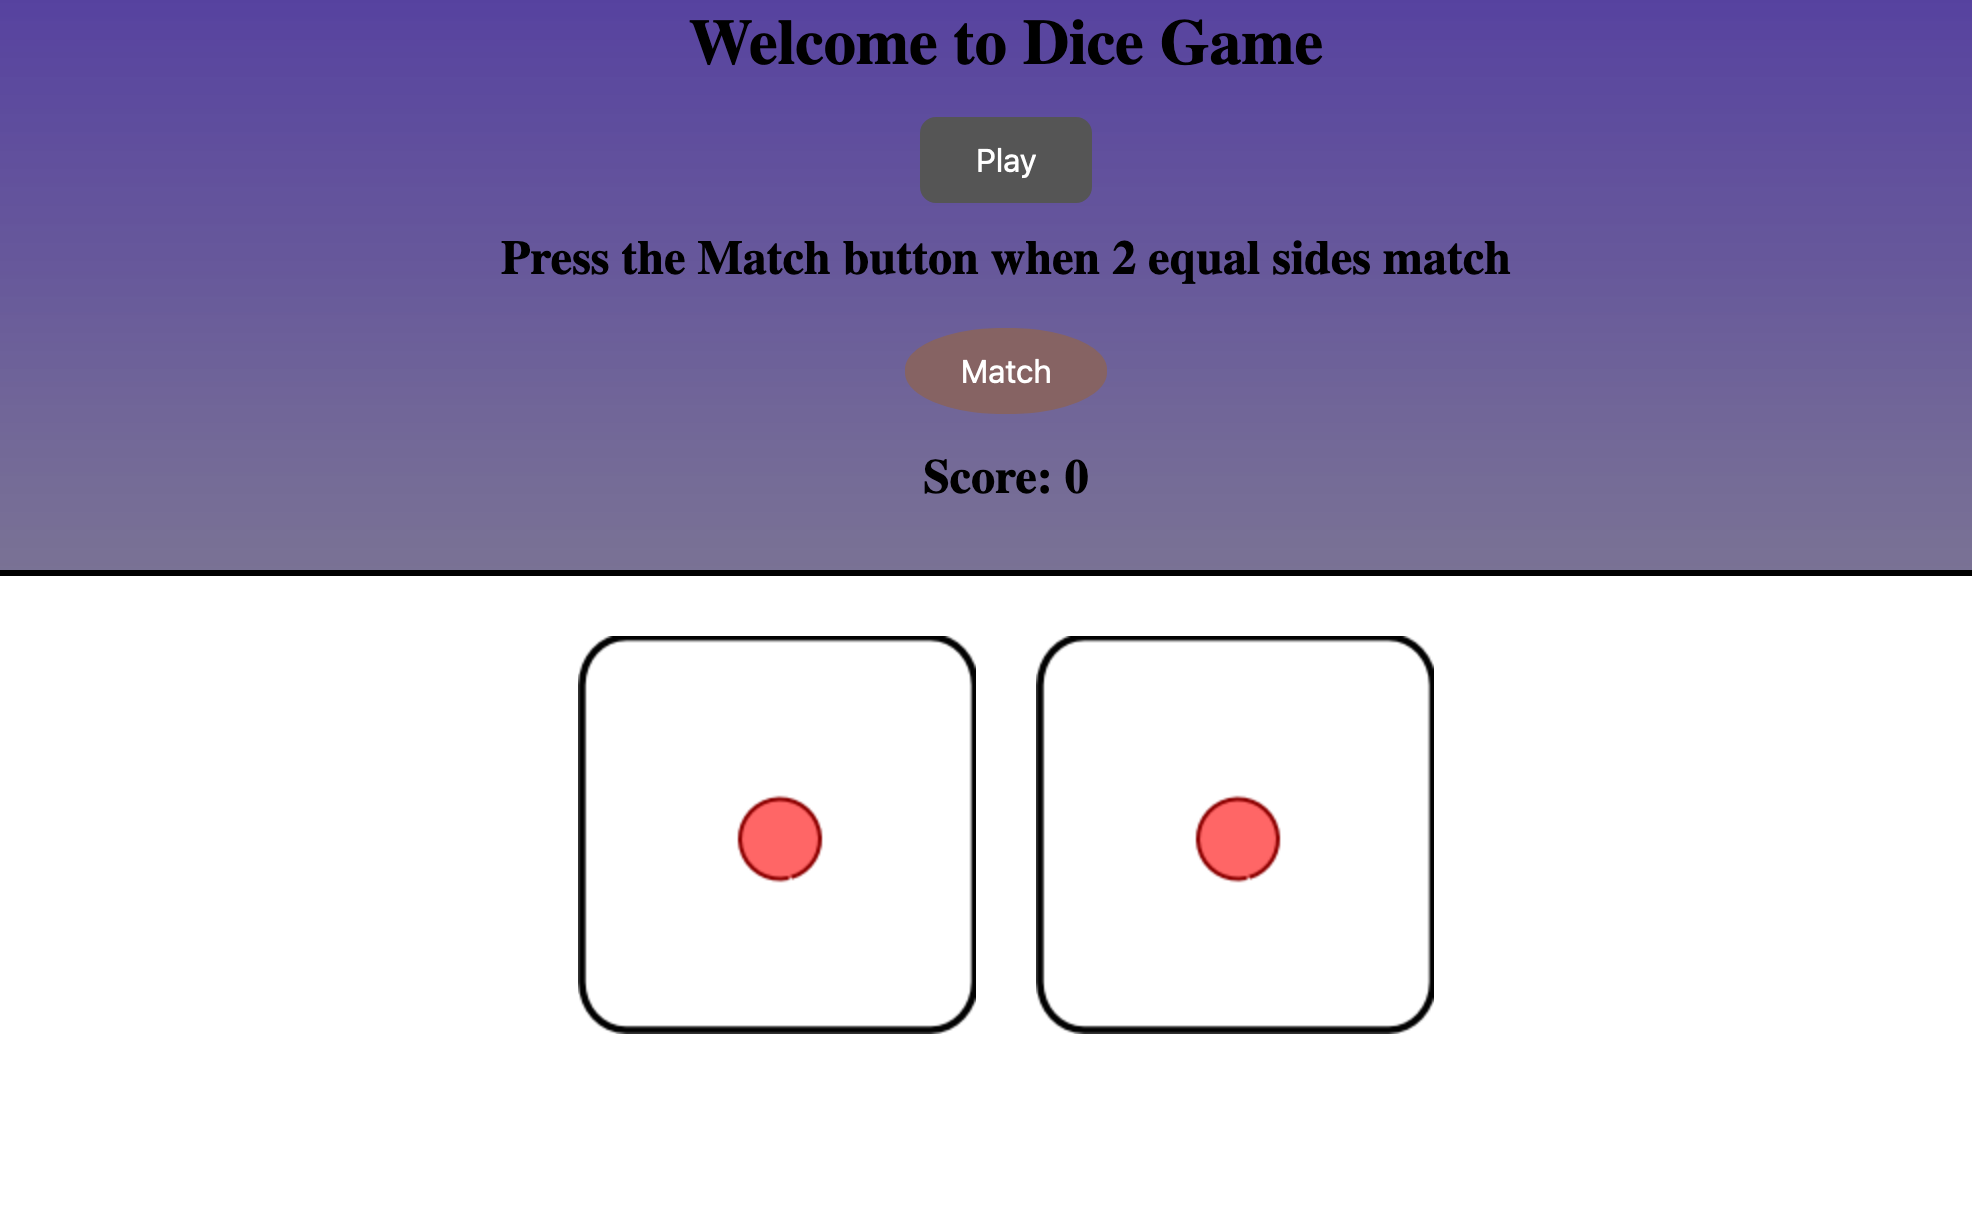 Welcome to Dice Game
Play
Press the Match button when 2 equal sides match
Match
Score: 0